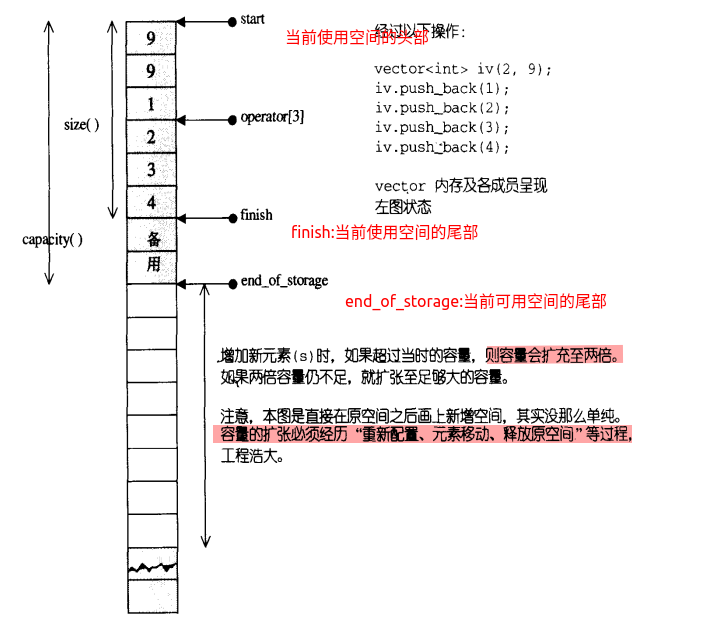 start
当前使用空间的头部
经过以下操作：
9
9
vector<int> iv(2, 9);
iv.push_back(1);
1
iv.push_back(2);
operator[3]
size( )
iv.push_back(3);
2
iv.push_back(4);
3
vector 内存及各成员呈现
4
左图状态
finish
finish:当前使用空间的尾部
capacity( )
备
用
end_of_storage
end_of_storage:当前可用空间的尾部
增加新元素(s)时，如果超过当时的容量，则容量会扩充至两倍。
如果两倍容量仍不足，就扩张至足够大的容量。
注意，本图是直接在原空间之后画上新增空间，其实没那么单纯。
容量的扩张必须经历“重新配置、元素移动、释放原空间”等过程，
工程浩大。